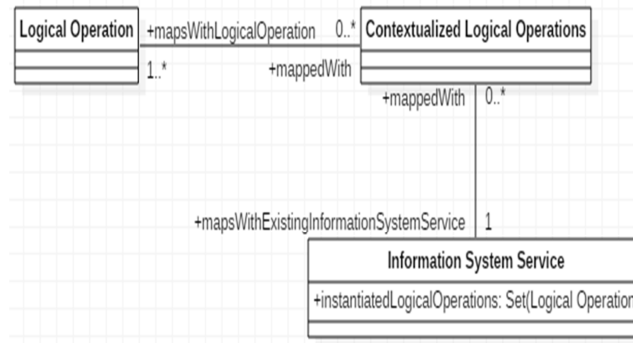 Logical Operation
+mapsWithLogicalOperation 0..*
Contextualized Logical Operations
1..*
+mappedWith
+mappedWith 0..*
+mapsWithExistingInformationSystemService 1
Information System Service
+instantiatedLogicalOperations: Set(Logical Operation